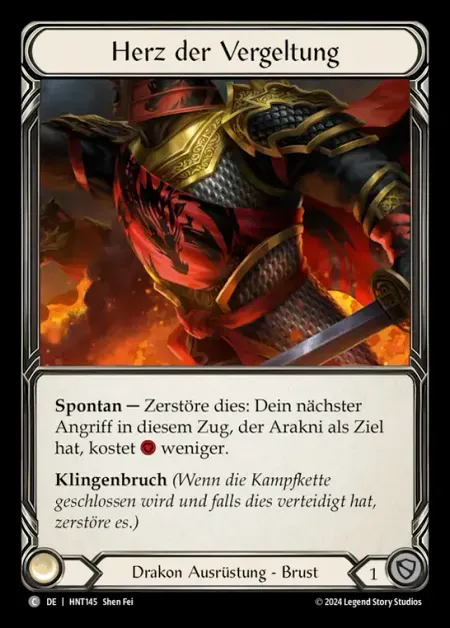 Herz der Vergeltung
Spontan — Zerstöre dies: Dein nächster
Angriff in diesem Zug, der Arakni als Ziel
hat, kostet weniger.
Klingenbruch (Wenn die Kampfkette
geschlossen wird und falls dies verteidigt hat,
zerstöre es.)
Drakon Ausrüstung - Brust
1
C DE | HNT145 Shen Fei
© 2024 Legend Story Studios